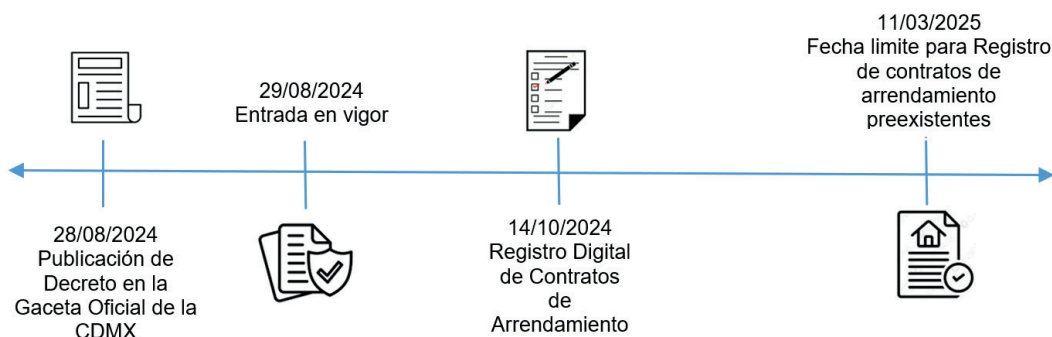 28/08/2024
Publicación de
Decreto en la
Gaceta Oficial de la
CDMX
29/08/2024
Entrada en vigor
14/10/2024
Registro Digital
de Contratos
de
Arrendamiento
11/03/2025
Fecha limite para Registro
de contratos de
arrendamiento
preexistentes